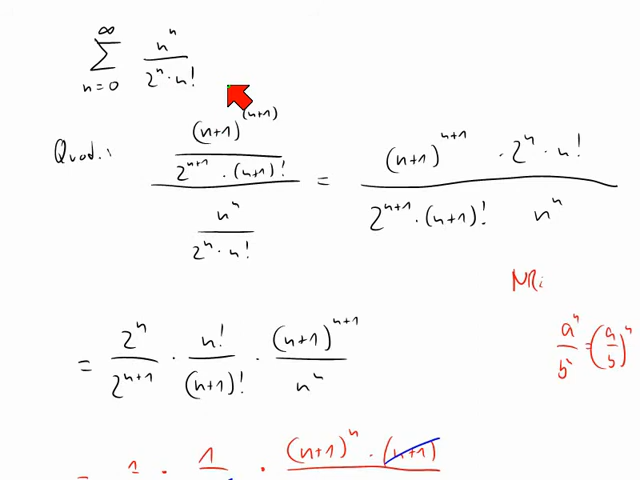 ∑_{n=0}^{∞} n^n / (2^n · n!)
Quot.: ((n+1)^{(n+1)} / (2^{n+1} · (n+1)!)) / (n^n / (2^n · n!)) = ((n+1)^{n+1} · 2^n · n!) / (2^{n+1} · (n+1)! n^n)
NR:
a^n / b^n = (a/b)^n
= 2^n / 2^{n+1} · n! / (n+1)! · (n+1)^{n+1} / n^n
= 1 · 1 · (n+1)^n · (n+1)